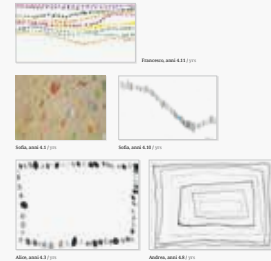 Francesco, anni 4.11 / yrs
Sofia, anni 4.1 / yrs
Sofia, anni 4.10 / yrs
Alice, anni 4.3 / yrs
Andrea, anni 4.8 / yrs